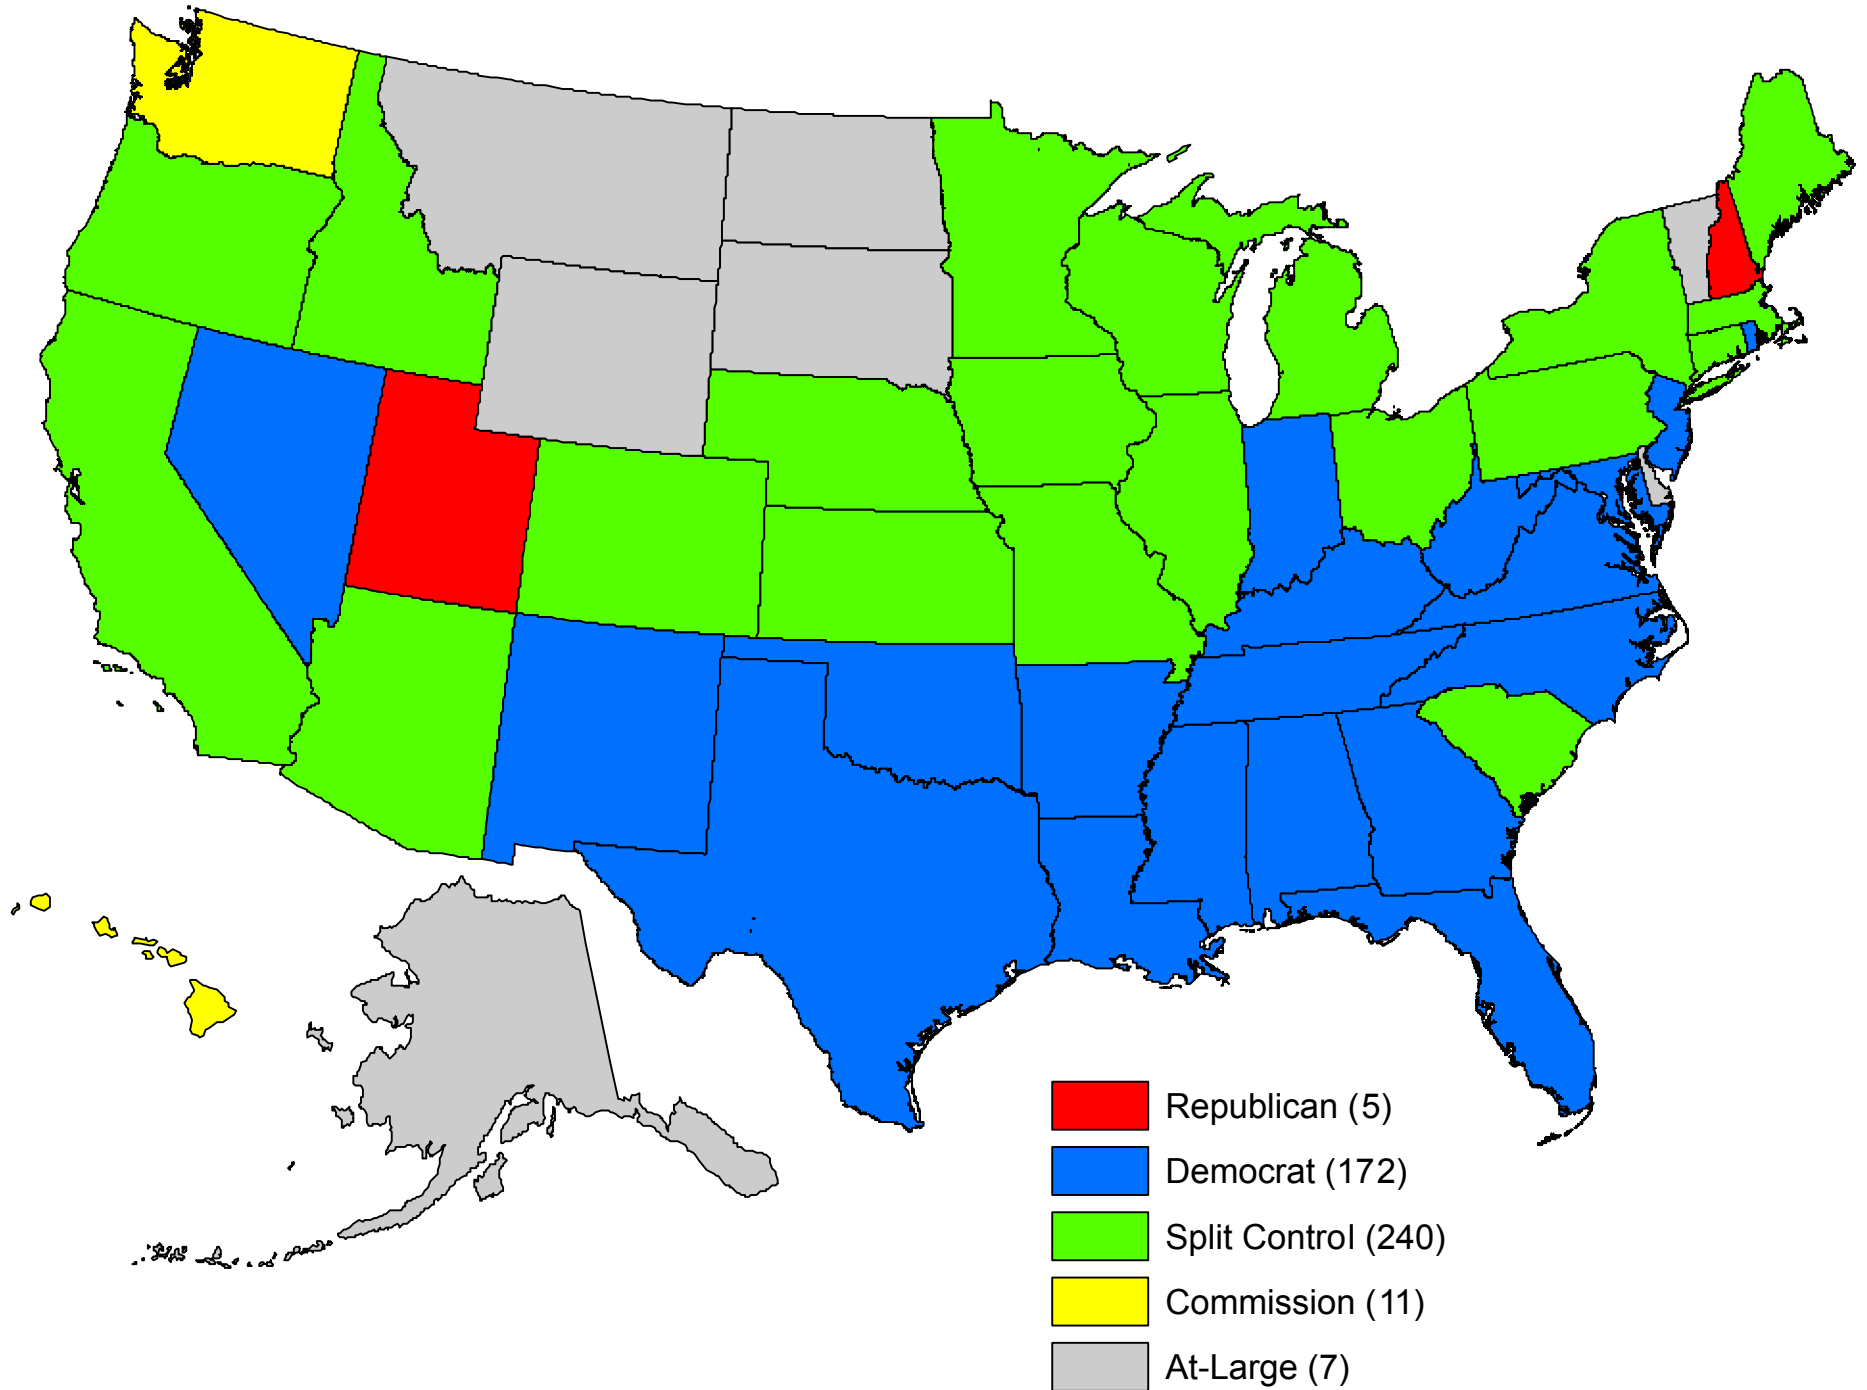 Republican (5)
Democrat (172)
Split Control (240)
Commission (11)
At-Large (7)